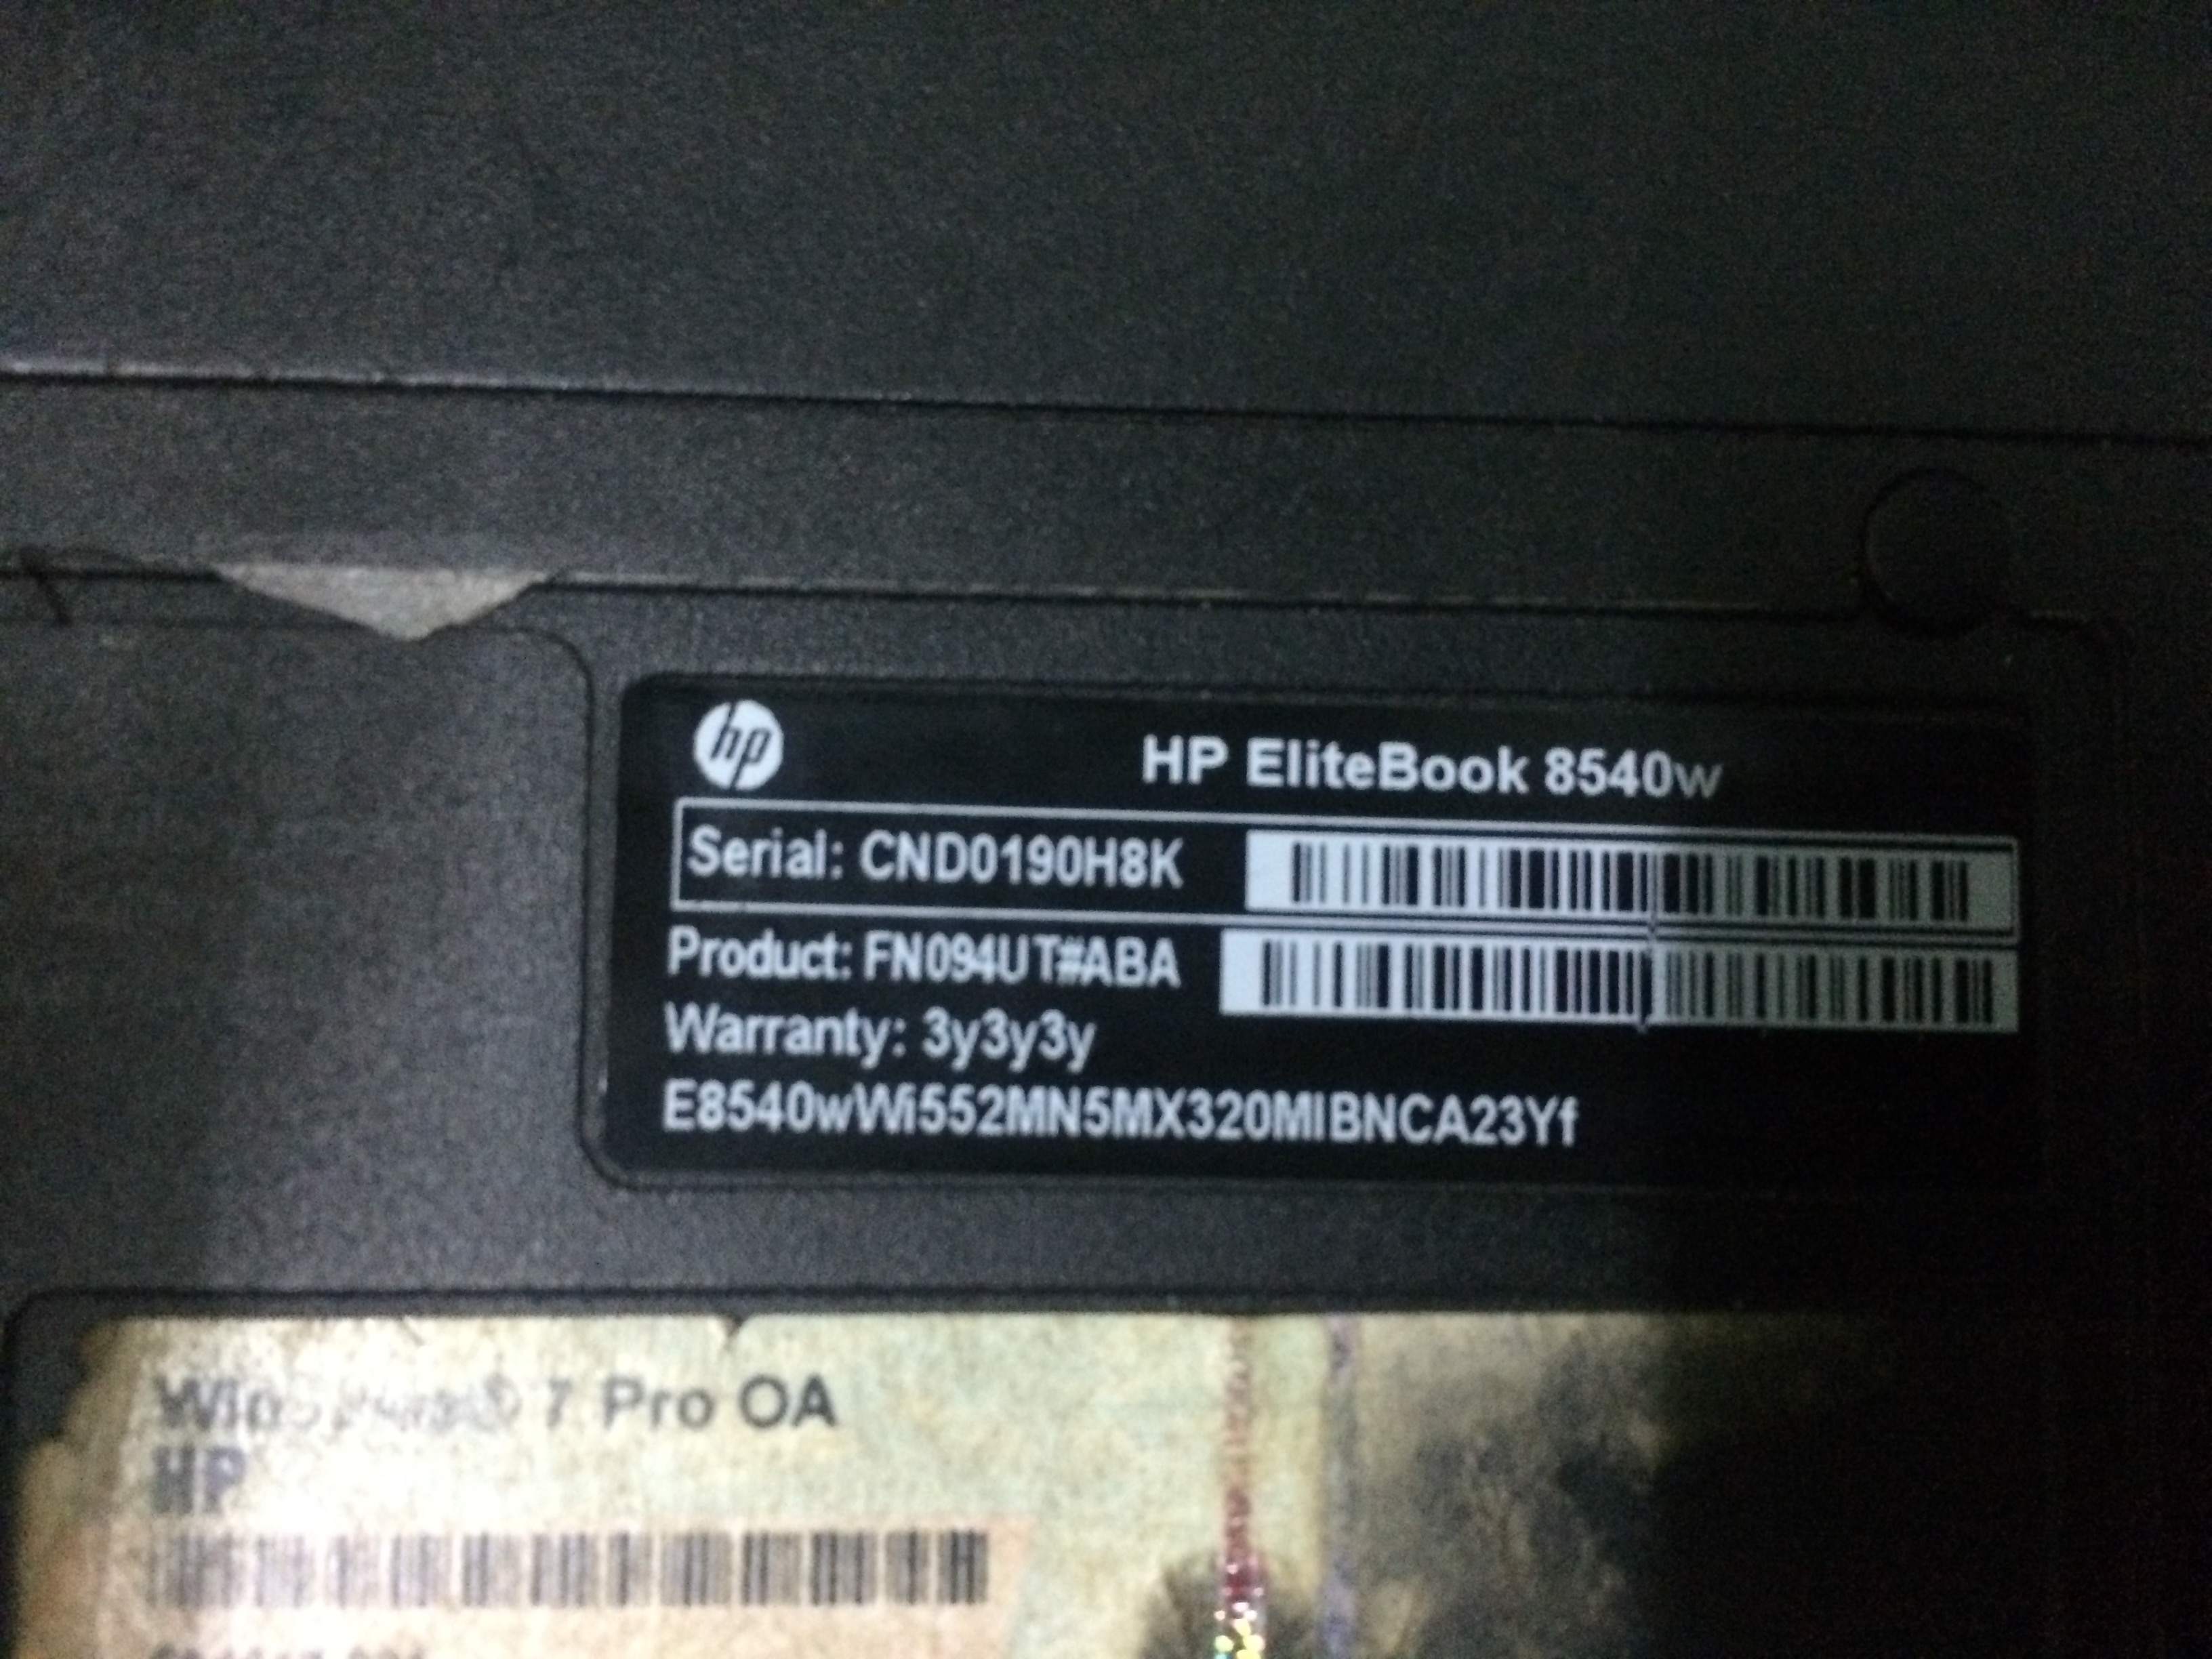 hp
HP EliteBook 8540w
Serial: CND0190H8K
Product: FN094UT#ABA
Warranty: 3y3y3y
E8540wWi552MN5MX320MIBNCA23Yf
7 Pro OA
HP